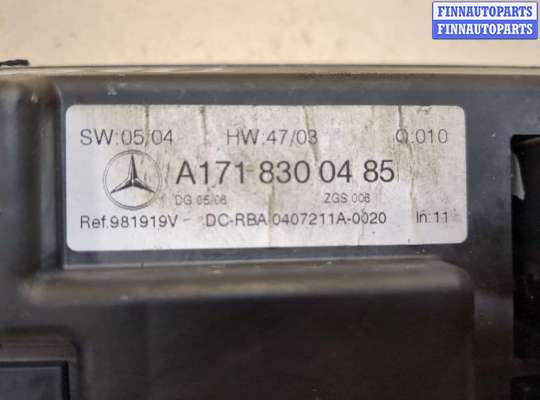 FINNAUTOPARTS
FINNAUTOPARTS
SW:05/04 HW:47/03 Q:010
A171 830 04 85
DG 05/06 ZGS 006
Ref.981919V DC-RBA 0407211A-0020 In:11